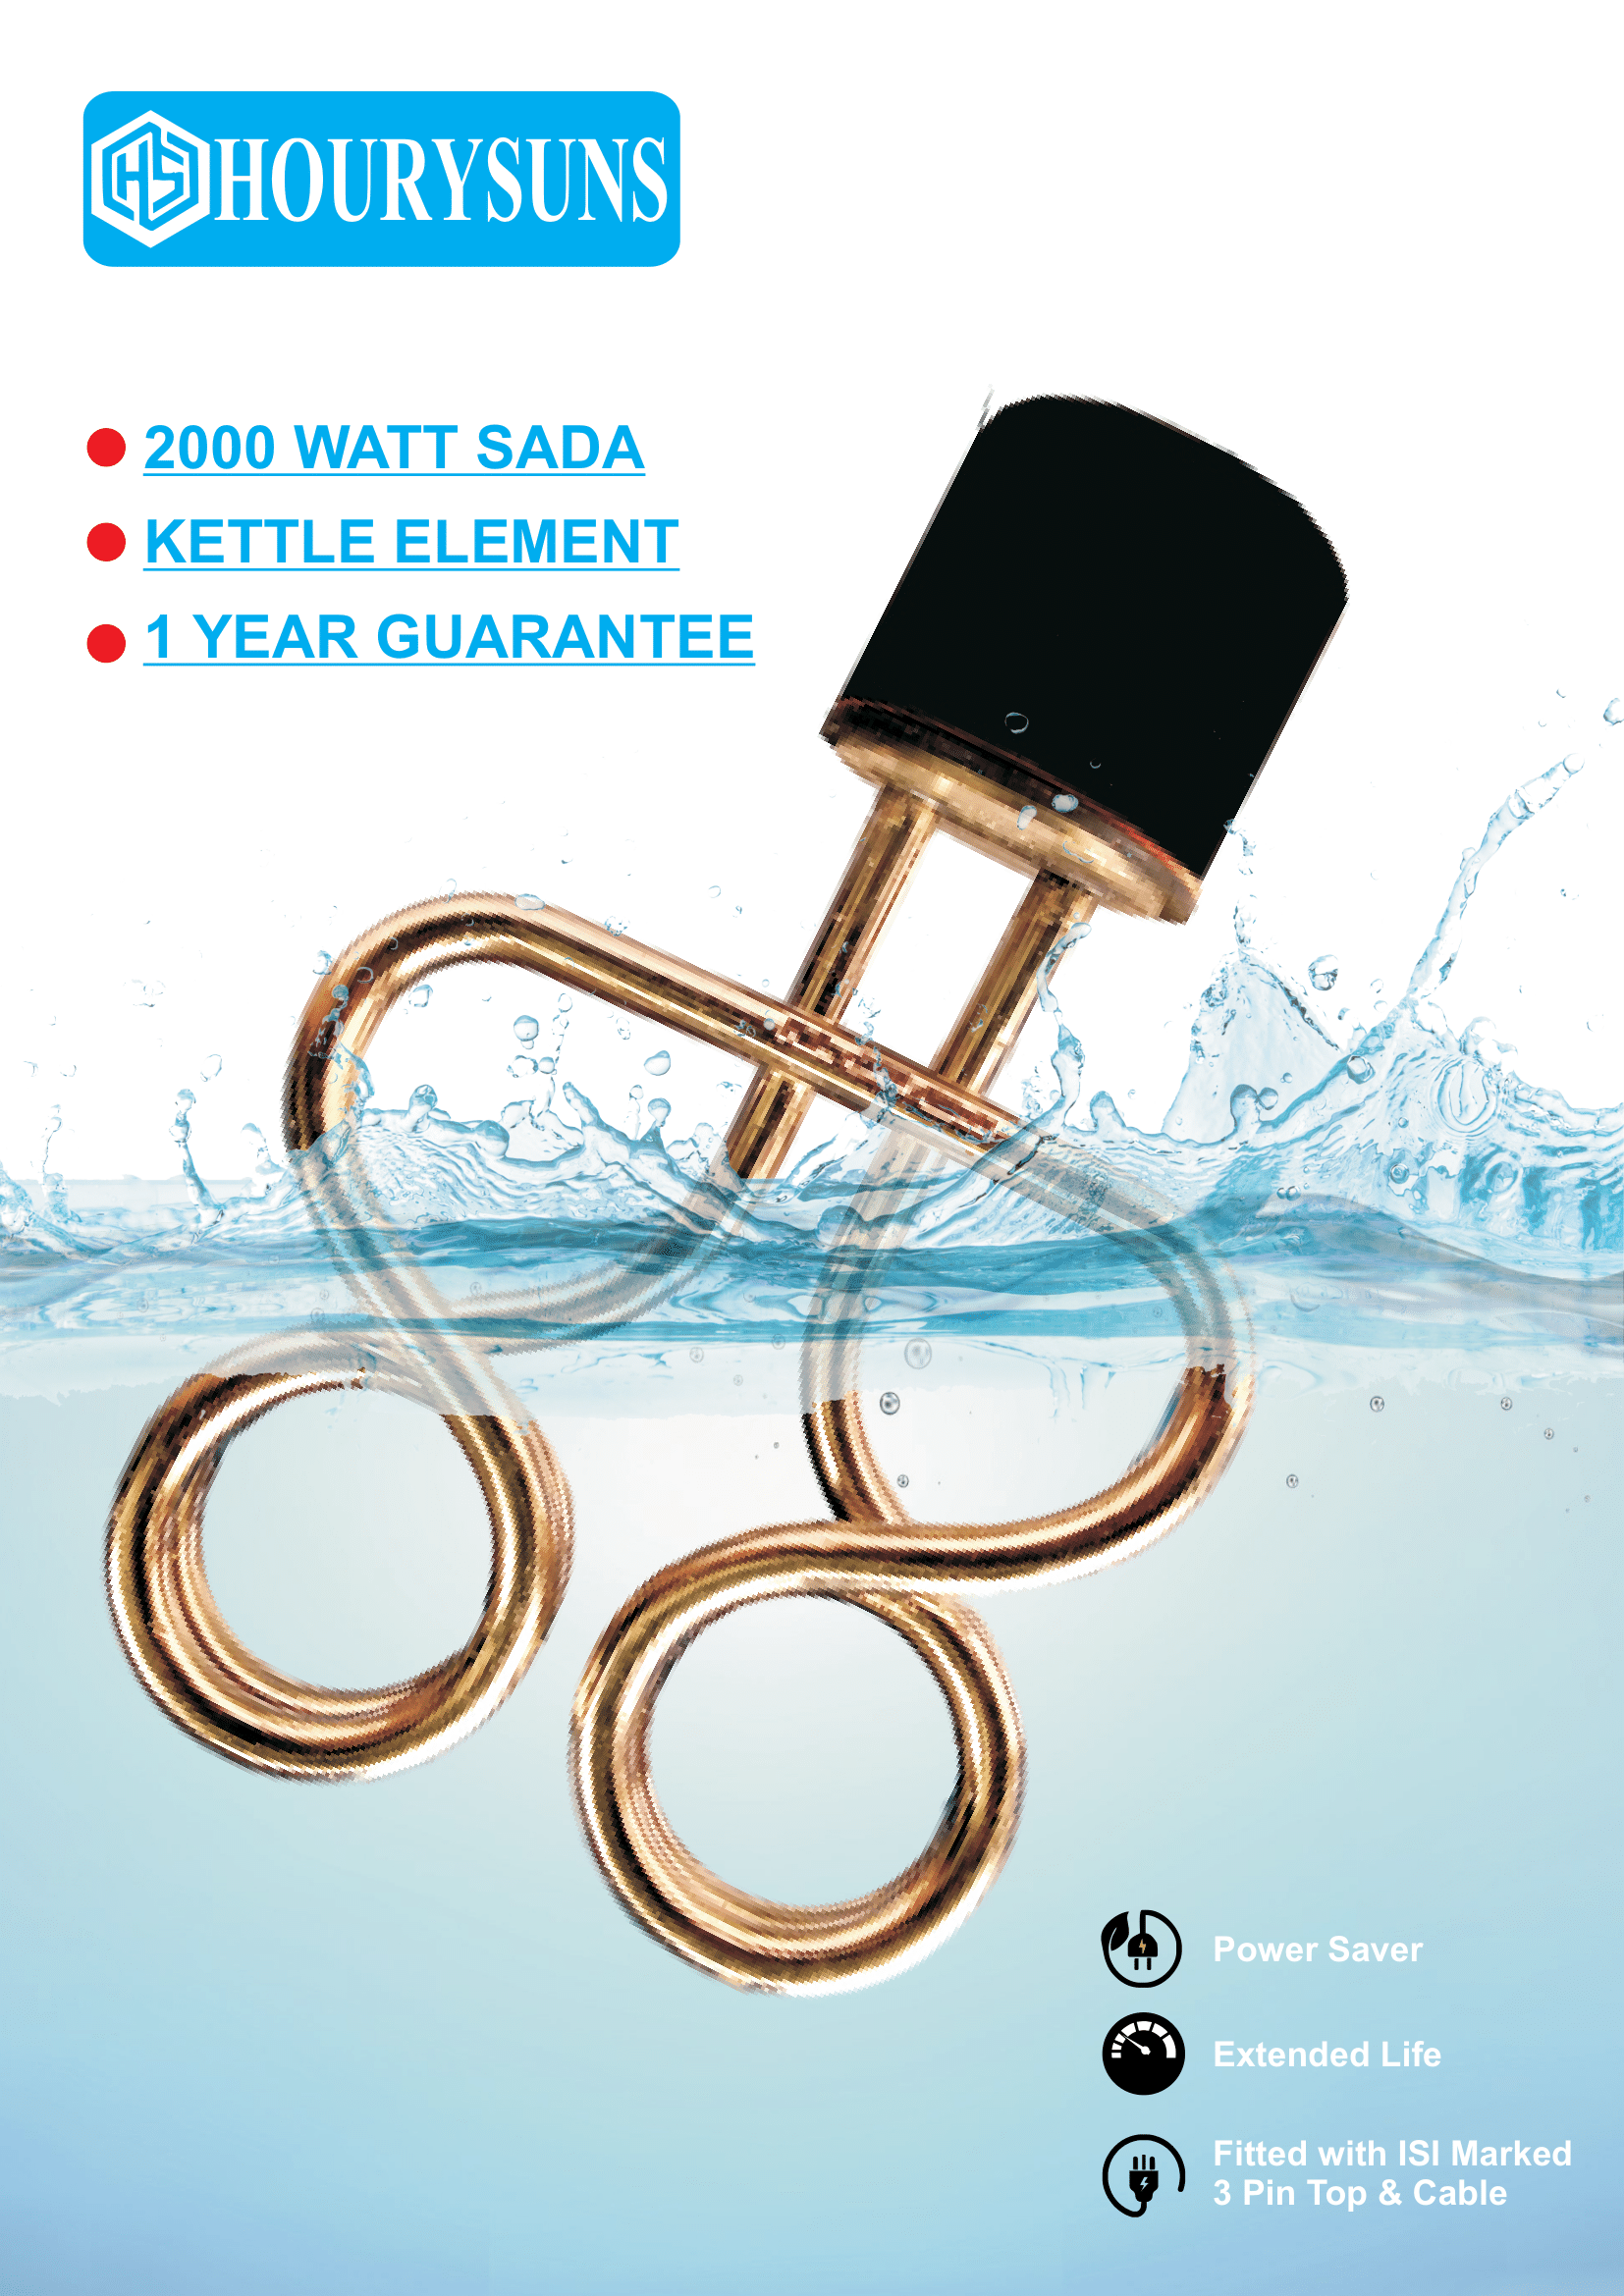 HS HOURYSUNS
2000 WATT SADA
KETTLE ELEMENT
1 YEAR GUARANTEE
Power Saver
Extended Life
Fitted with ISI Marked
3 Pin Top & Cable